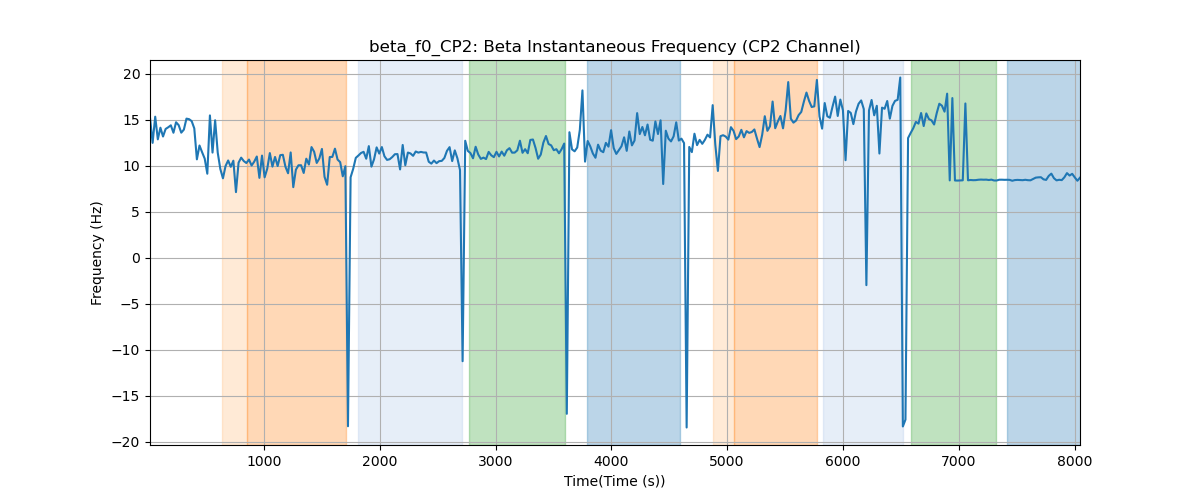 beta_f0_CP2: Beta Instantaneous Frequency (CP2 Channel)
Frequency (Hz)
20
15
10
5
0
−5
−10
−15
−20
1000 2000 3000 4000 5000 6000 7000 8000
Time(Time (s))